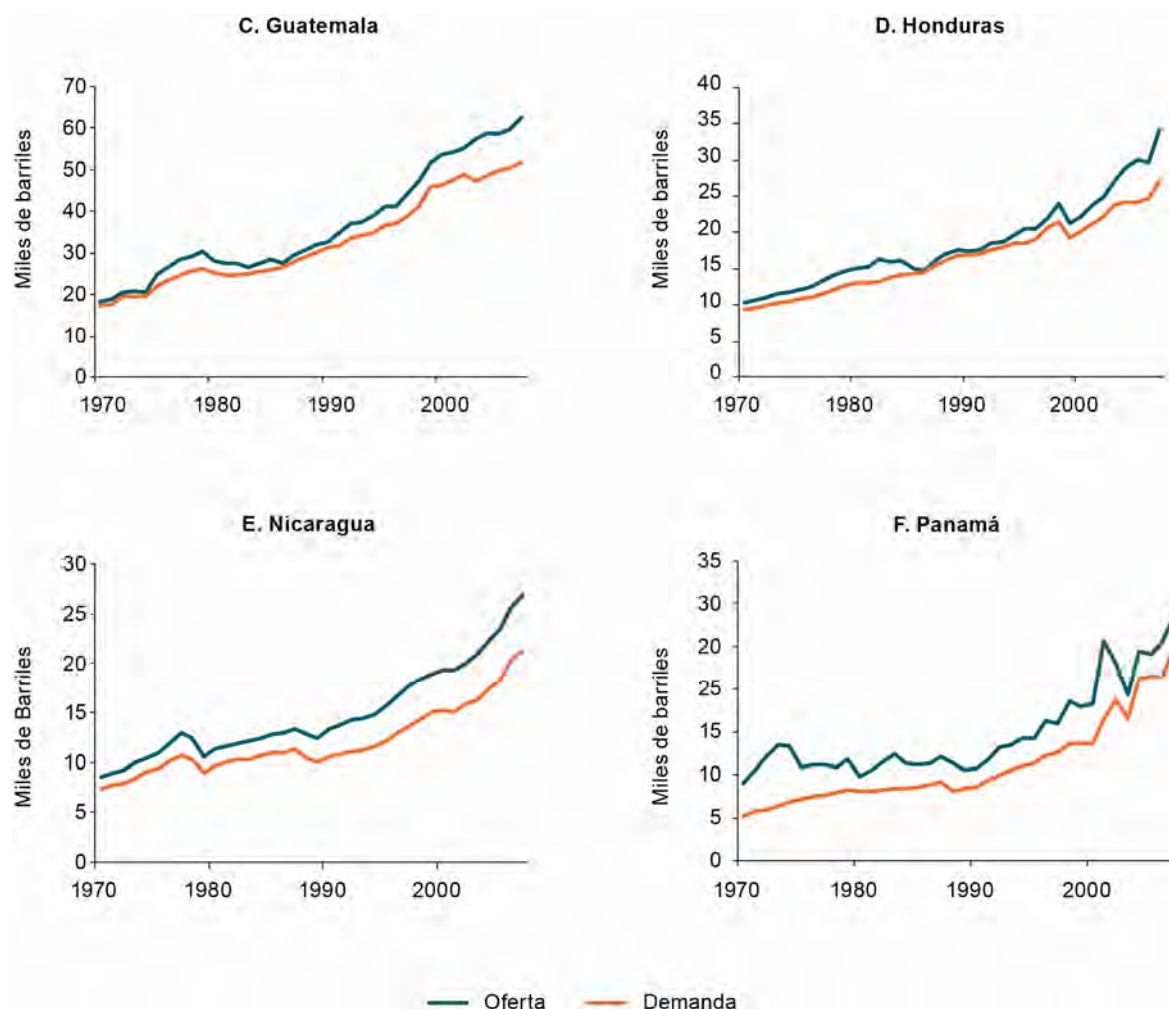 C. Guatemala
Miles de barriles
70
60
50
40
30
20
10
0
1970 1980 1990 2000
D. Honduras
Miles de barriles
40
35
30
25
20
15
10
5
0
1970 1980 1990 2000
E. Nicaragua
Miles de Barriles
30
25
20
15
10
5
0
1970 1980 1990 2000
F. Panamá
Miles de barriles
35
30
20
25
15
10
5
0
1970 1980 1990 2000
Oferta Demanda